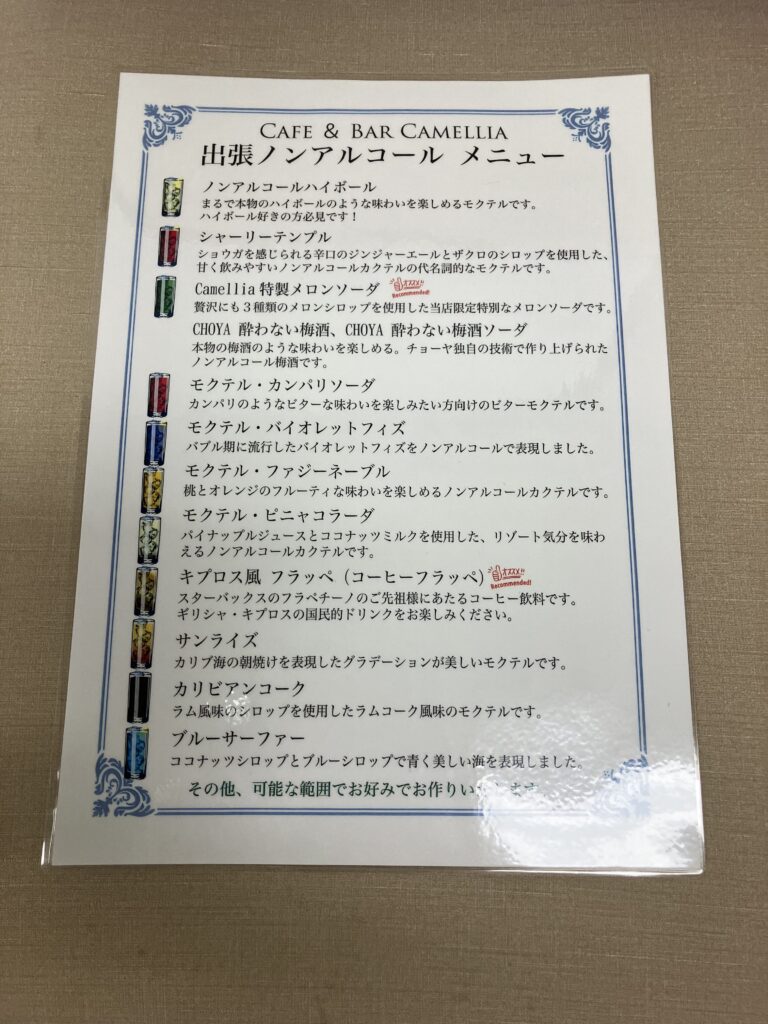 CAFE & BAR CAMELLIA
出張ノンアルコール メニュー
ノンアルコールハイボール
まるで本物のハイボールのような味わいを楽しめるモクテルです。
ハイボール好きの方必見です！
シャーリーテンプル
ショウガを感じられる辛口のジンジャーエールとザクロのシロップを使用した、
甘く飲みやすいノンアルコールカクテルの代名詞的なモクテルです。
Camellia特製メロンソーダ オススメ!! Recommended!
贅沢にも３種類のメロンシロップを使用した当店限定特別なメロンソーダです。
CHOYA 酔わない梅酒、CHOYA 酔わない梅酒ソーダ
本物の梅酒のような味わいを楽しめる。チョーヤ独自の技術で作り上げられた
ノンアルコール梅酒です。
モクテル・カンパリソーダ
カンパリのようなビターな味わいを楽しみたい方向けのビターモクテルです。
モクテル・バイオレットフィズ
バブル期に流行したバイオレットフィズをノンアルコールで表現しました。
モクテル・ファジーネーブル
桃とオレンジのフルーティな味わいを楽しめるノンアルコールカクテルです。
モクテル・ピニャコラーダ
パイナップルジュースとココナッツミルクを使用した、リゾート気分を味わ
えるノンアルコールカクテルです。
キプロス風 フラッペ（コーヒーフラッペ） オススメ!! Recommended!
スターバックスのフラペチーノのご先祖様にあたるコーヒー飲料です。
ギリシャ・キプロスの国民的ドリンクをお楽しみください。
サンライズ
カリブ海の朝焼けを表現したグラデーションが美しいモクテルです。
カリビアンコーク
ラム風味のシロップを使用したラムコーク風味のモクテルです。
ブルーサーファー
ココナッツシロップとブルーシロップで青く美しい海を表現しました。
その他、可能な範囲でお好みでお作りいたします